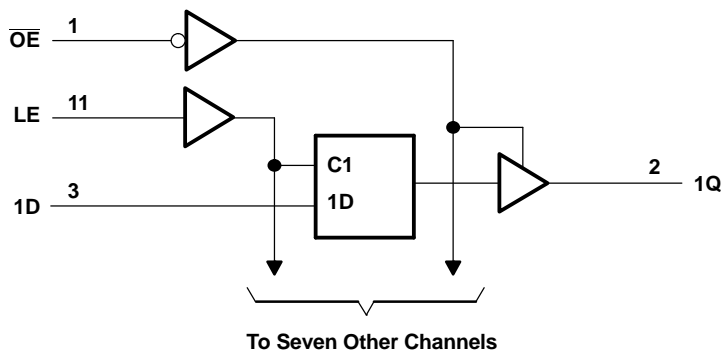 OE 1
LE 11
C1
1D 3 1D 2 1Q
To Seven Other Channels